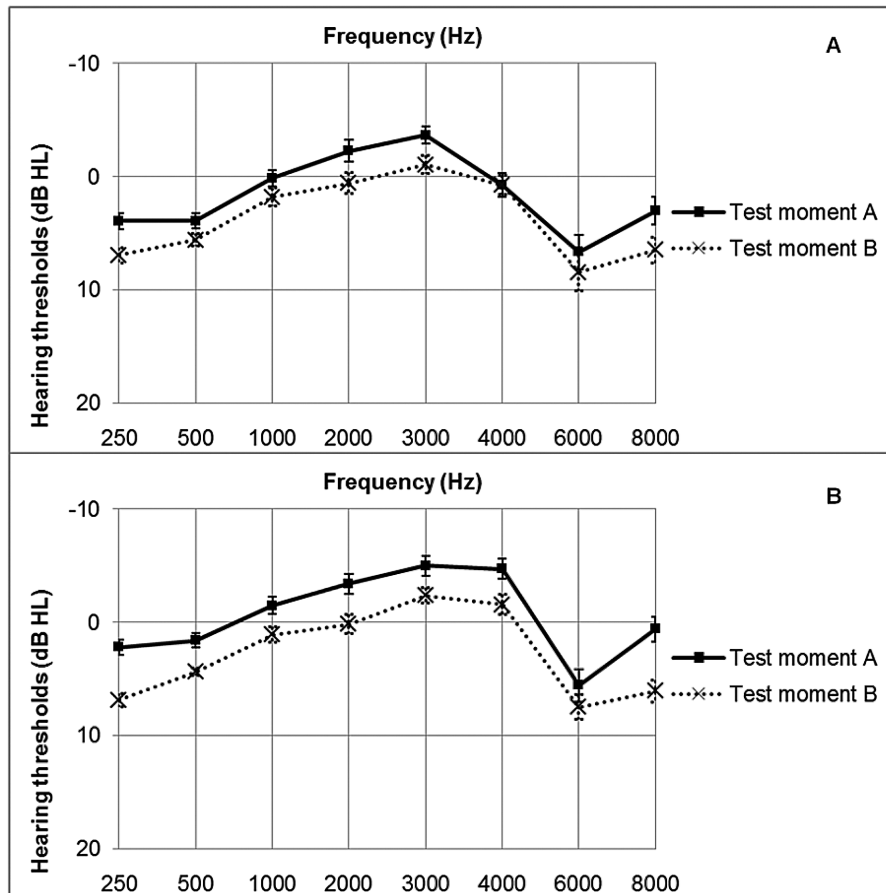 Frequency (Hz)
A
-10
0
10
20
Hearing thresholds (dB HL)
250 500 1000 2000 3000 4000 6000 8000
Test moment A
Test moment B
Frequency (Hz)
B
-10
0
10
20
Hearing thresholds (dB HL)
250 500 1000 2000 3000 4000 6000 8000
Test moment A
Test moment B